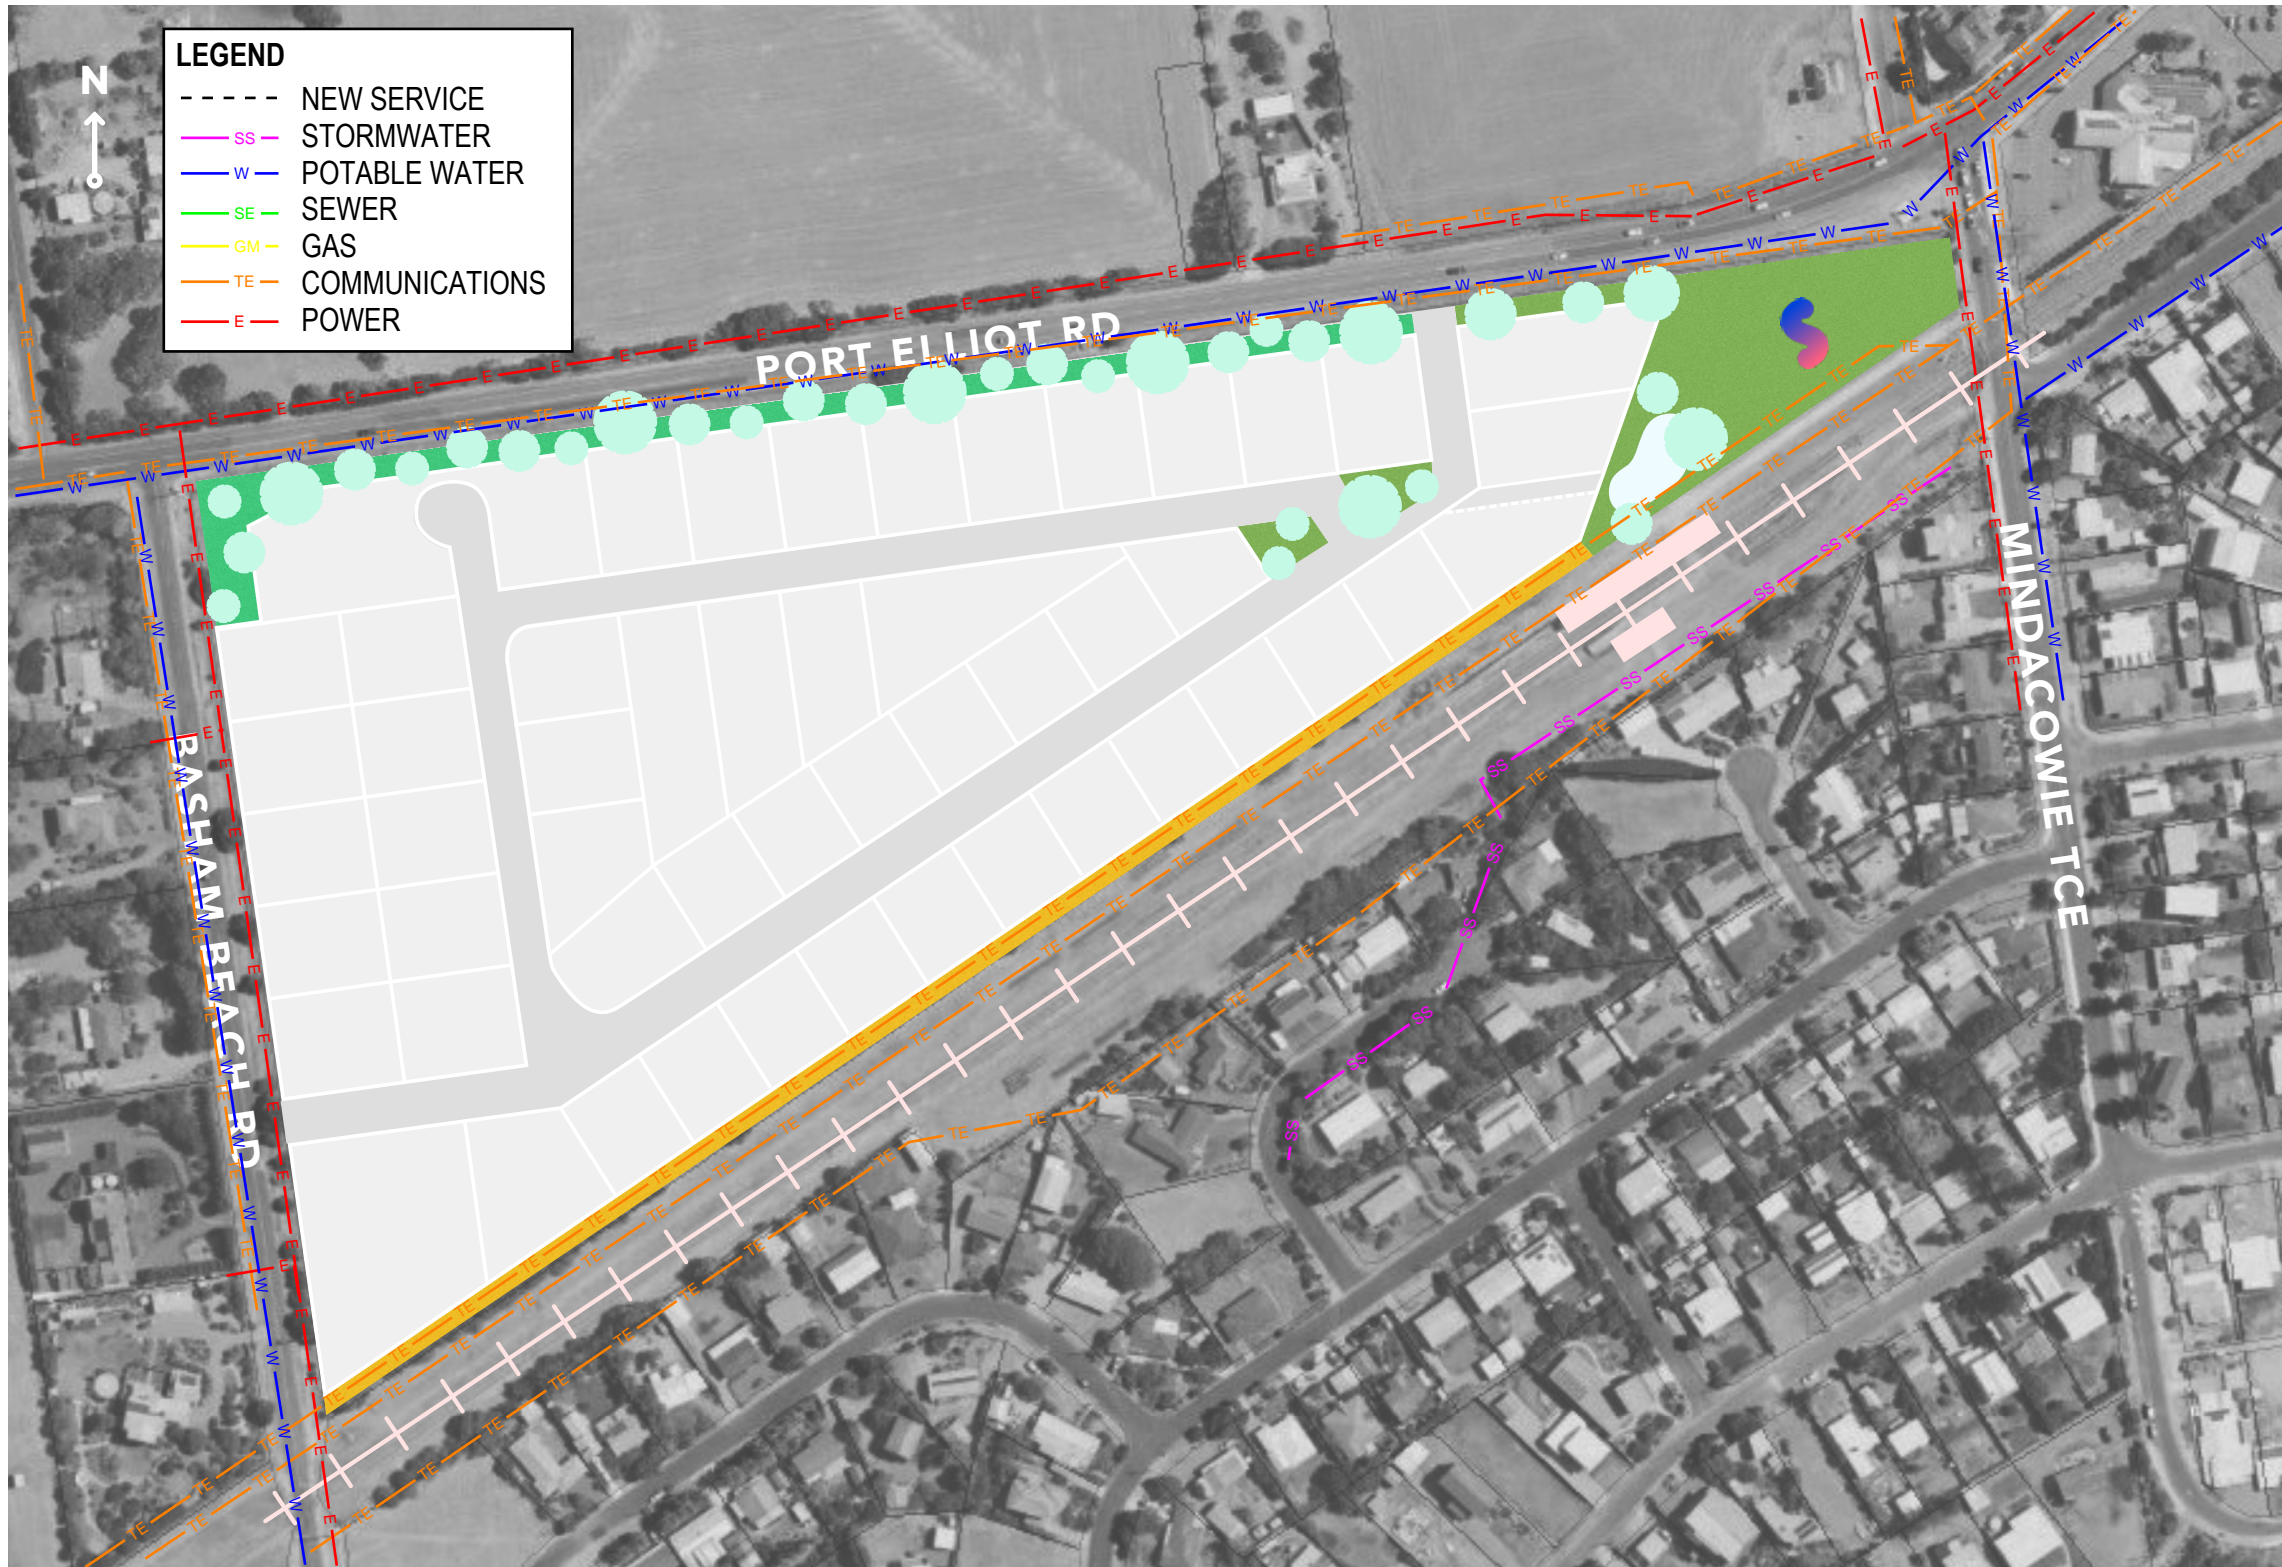 LEGEND
N
NEW SERVICE
SS STORMWATER
W POTABLE WATER
SE SEWER
GM GAS
TE COMMUNICATIONS
E POWER
PORT ELLIOT RD
BASHAM BEACH RD
MINDACOWIE TCE